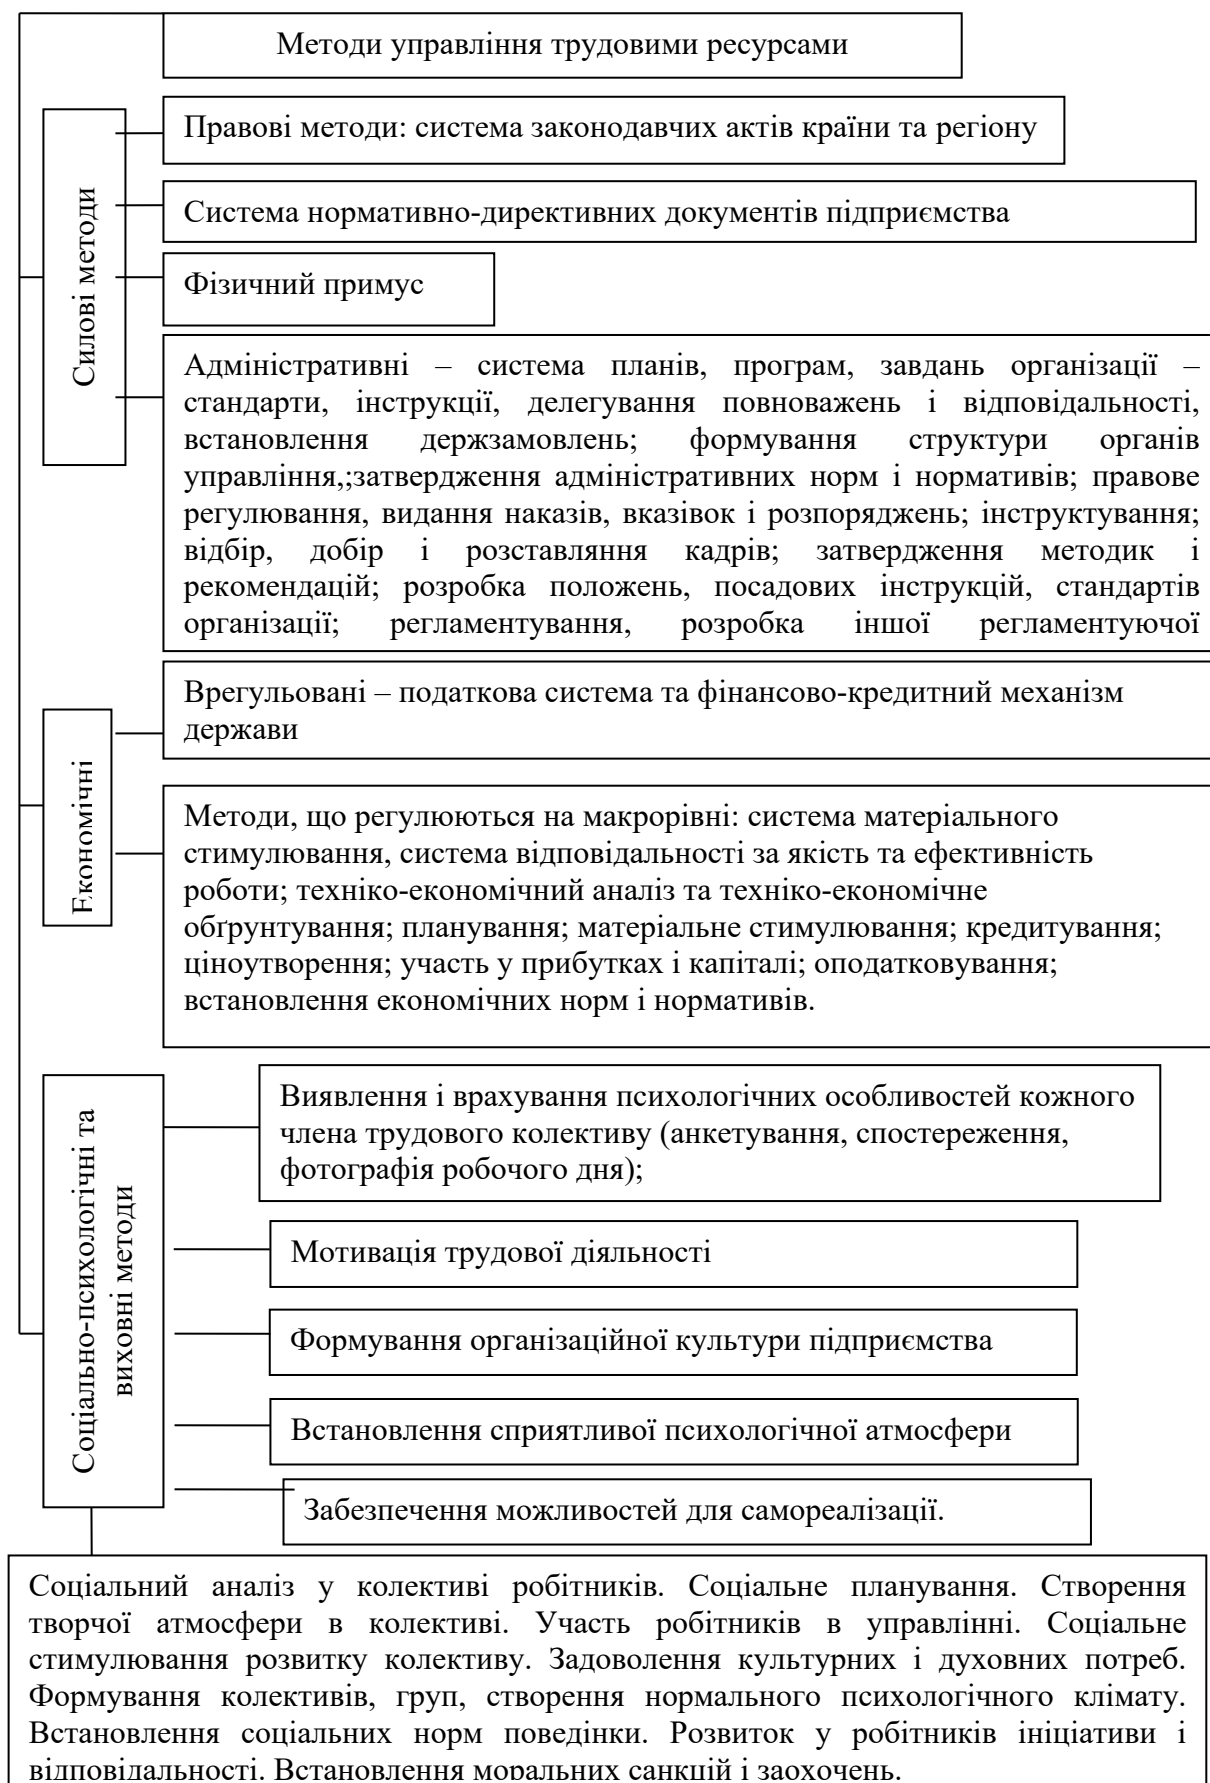 Методи управління трудовими ресурсами
Силові методи
Правові методи: система законодавчих актів країни та регіону
Система нормативно-директивних документів підприємства
Фізичний примус
Адміністративні – система планів, програм, завдань організації –
стандарти, інструкції, делегування повноважень і відповідальності,
встановлення держзамовлень; формування структури органів
управління,;затвердження адміністративних норм і нормативів; правове
регулювання, видання наказів, вказівок і розпоряджень; інструктування;
відбір, добір і розставляння кадрів; затвердження методик і
рекомендацій; розробка положень, посадових інструкцій, стандартів
організації; регламентування, розробка іншої регламентуючої
Економічні
Врегульовані – податкова система та фінансово-кредитний механізм
держави
Методи, що регулюються на макрорівні: система матеріального
стимулювання, система відповідальності за якість та ефективність
роботи; техніко-економічний аналіз та техніко-економічне
обґрунтування; планування; матеріальне стимулювання; кредитування;
ціноутворення; участь у прибутках і капіталі; оподатковування;
встановлення економічних норм і нормативів.
Соціально-психологічні та
виховні методи
Виявлення і врахування психологічних особливостей кожного
члена трудового колективу (анкетування, спостереження,
фотографія робочого дня);
Мотивація трудової діяльності
Формування організаційної культури підприємства
Встановлення сприятливої психологічної атмосфери
Забезпечення можливостей для самореалізації.
Соціальний аналіз у колективі робітників. Соціальне планування. Створення
творчої атмосфери в колективі. Участь робітників в управлінні. Соціальне
стимулювання розвитку колективу. Задоволення культурних і духовних потреб.
Формування колективів, груп, створення нормального психологічного клімату.
Встановлення соціальних норм поведінки. Розвиток у робітників ініціативи і
відповідальності. Встановлення моральних санкцій і заохочень.